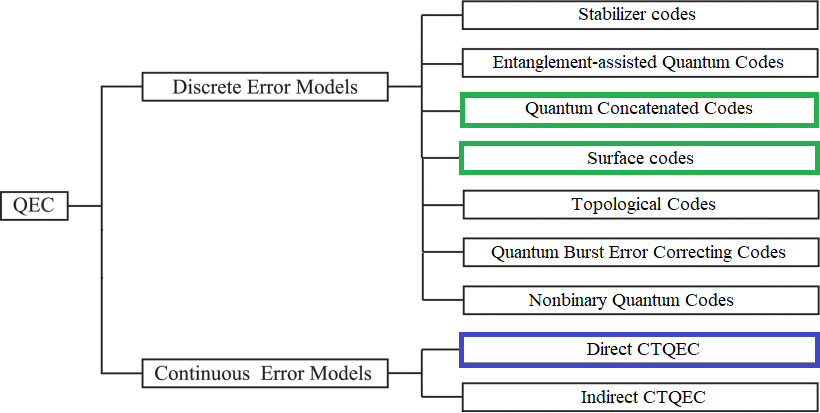 Stabilizer codes
Entanglement-assisted Quantum Codes
Discrete Error Models
Quantum Concatenated Codes
Surface codes
QEC
Topological Codes
Quantum Burst Error Correcting Codes
Nonbinary Quantum Codes
Direct CTQEC
Continuous Error Models
Indirect CTQEC